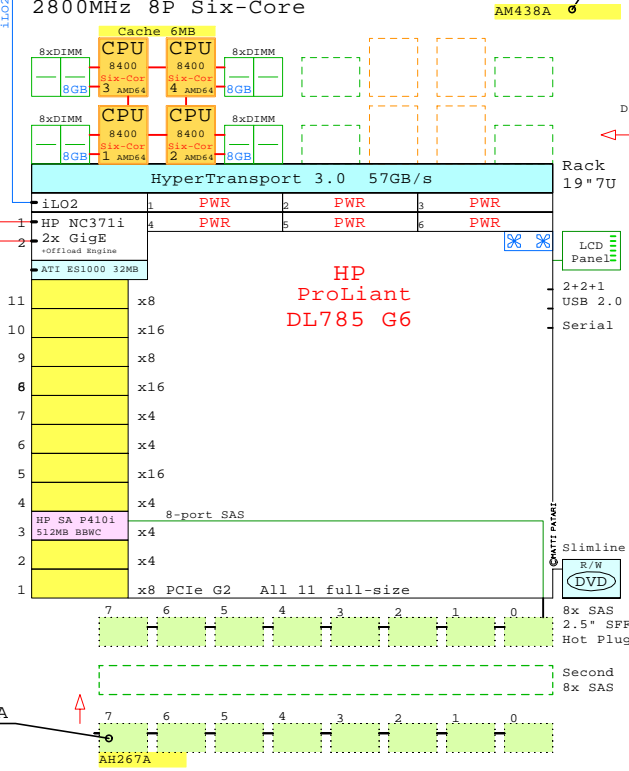 2800MHz 8P Six-Core
iLO2
AM438A
Cache 6MB
8xDIMM CPU CPU 8xDIMM
8400 8400
Six-Cor Six-Cor
8GB 3 AMD64 4 AMD64 8GB
8xDIMM CPU CPU 8xDIMM
8400 8400
Six-Cor Six-Cor
8GB 1 AMD64 2 AMD64 8GB
D
HyperTransport 3.0 57GB/s
Rack
19"7U
iLO2 1 PWR 2 PWR 3 PWR
1 HP NC371i 4 PWR 5 PWR 6 PWR
2 2x GigE
+Offload Engine
ATI ES1000 32MB
LCD
Panel
HP
ProLiant
DL785 G6
2+2+1
USB 2.0
Serial
11 x8
10 x16
9 x8
x16
7 x4
6 x4
5 x16
4 x4
HP SA P410i
512MB BBWC
8-port SAS
3 x4
2 x4
1 x8 PCIe G2 All 11 full-size
©MATTI PATARI
Slimline
R/W
DVD
7 6 5 4 3 2 1 0
8x SAS
2.5" SFF
Hot Plug
Second
8x SAS
A
7 6 5 4 3 2 1 0
AH267A